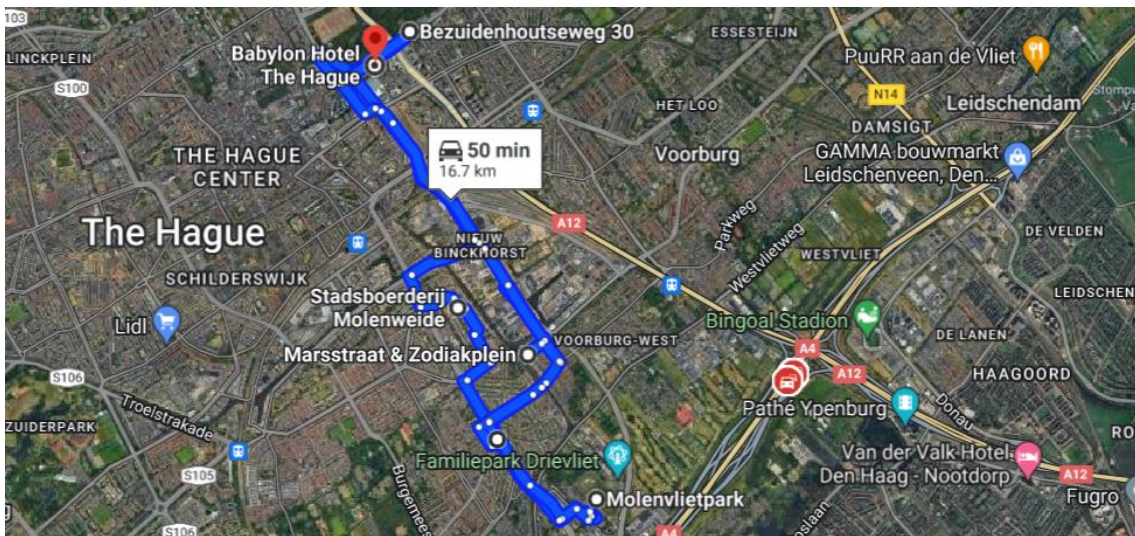 103
Bezuidenhoutseweg 30
ESSESTEIJN
Babylon Hotel
The Hague
PuuRR aan de Vliet
LINCKPLEIN
S100
N14
HET LOO
Leidschendam
DAMSIGT
50 min
16.7 km
Voorburg
THE HAGUE
CENTER
GAMMA bouwmarkt
Leidschenveen, Den...
Parkweg
A12
The Hague
NIEUW
BINCKHORST
Westvlietweg
WESTVLIET
DE VELDEN
SCHILDERSWIJK
Stadsboerderij
Molenweide
LEIDSCHEN
Lidl
Bingoal Stadion
DE LANEN
Marsstraat & Zodiakplein
VOORBURG-WEST
A4
A12
HAAGOORD
S106
Troelstrakade
Pathé Ypenburg
Donau
ZUIDERPARK
RO
Van der Valk Hotel
Den Haag - Nootdorp
Familiepark Drievliet
S105
A12
Burgemees
Molenvlietpark
Fugro
S106
A4
oslaan